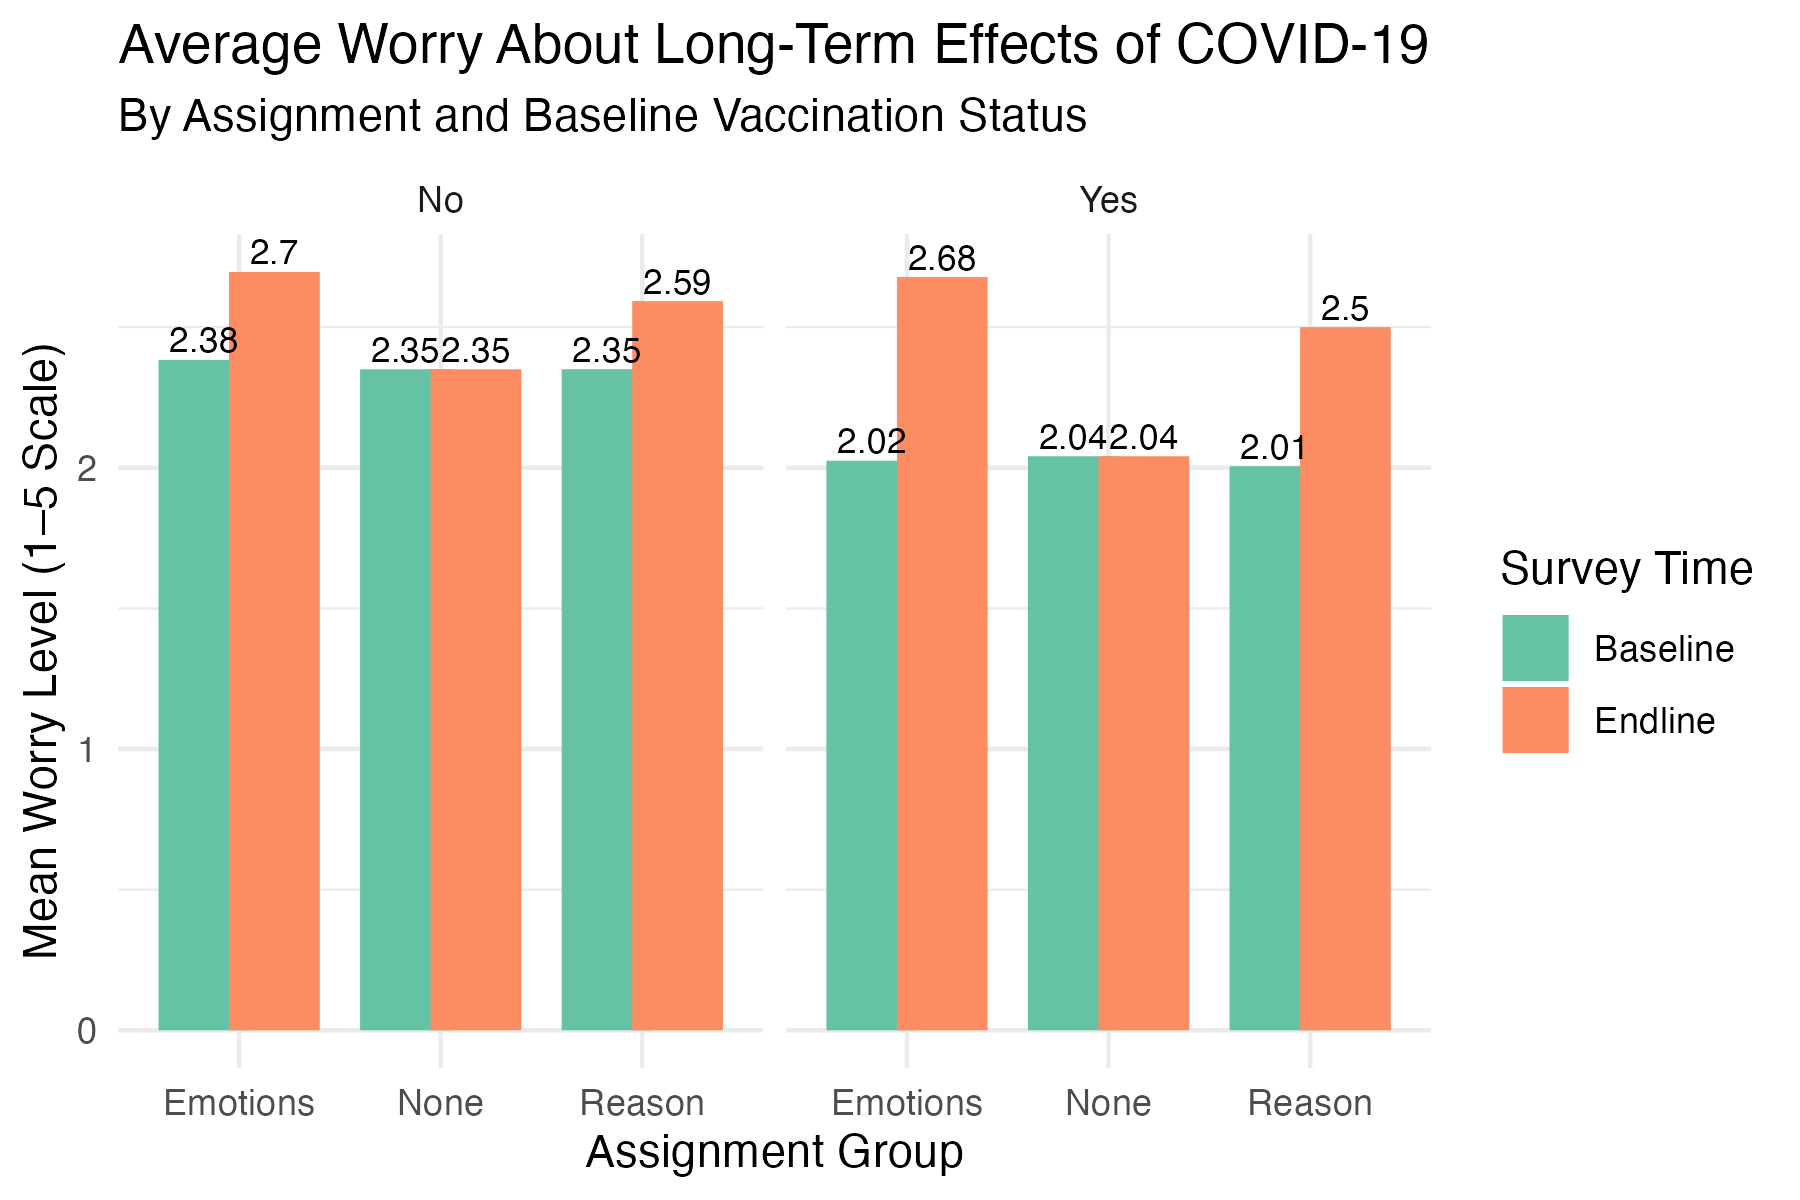 Average Worry About Long-Term Effects of COVID-19
By Assignment and Baseline Vaccination Status
No
Yes
2.7
2.38
2.35
2.35
2.35
2.59
2.68
2.02
2.04
2.04
2.01
2.5
Mean Worry Level (1–5 Scale)
2
1
0
Emotions
None
Reason
Emotions
None
Reason
Assignment Group
Survey Time
Baseline
Endline